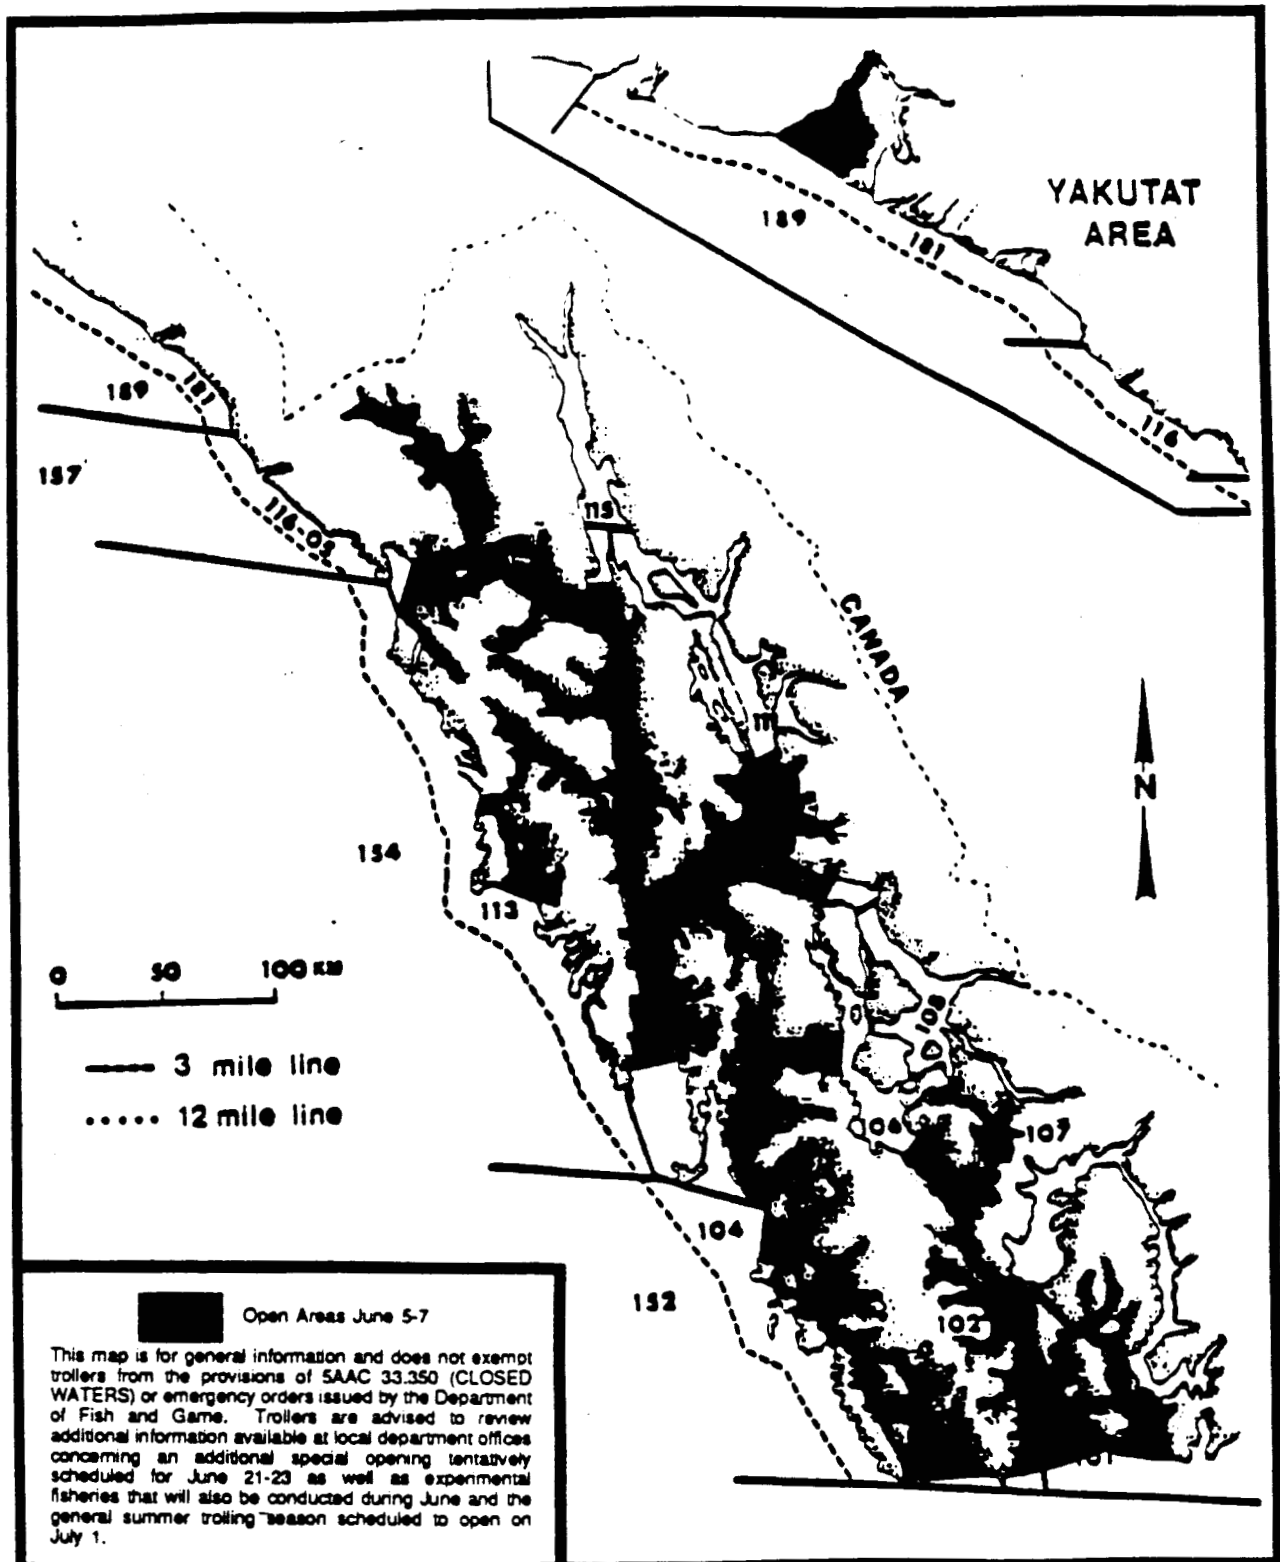 YAKUTAT
AREA
189
181
116
189
181
157
116-03
115
CANADA
111
N
154
113
0 50 100 KM
108
3 mile line
12 mile line
106
107
104
152
102
101
Open Areas June 5-7
This map is for general information and does not exempt
trollers from the provisions of 5AAC 33.350 (CLOSED
WATERS) or emergency orders issued by the Department
of Fish and Game. Trollers are advised to review
additional information available at local department offices
concerning an additional special opening tentatively
scheduled for June 21-23 as well as experimental
fisheries that will also be conducted during June and the
general summer trolling season scheduled to open on
July 1.